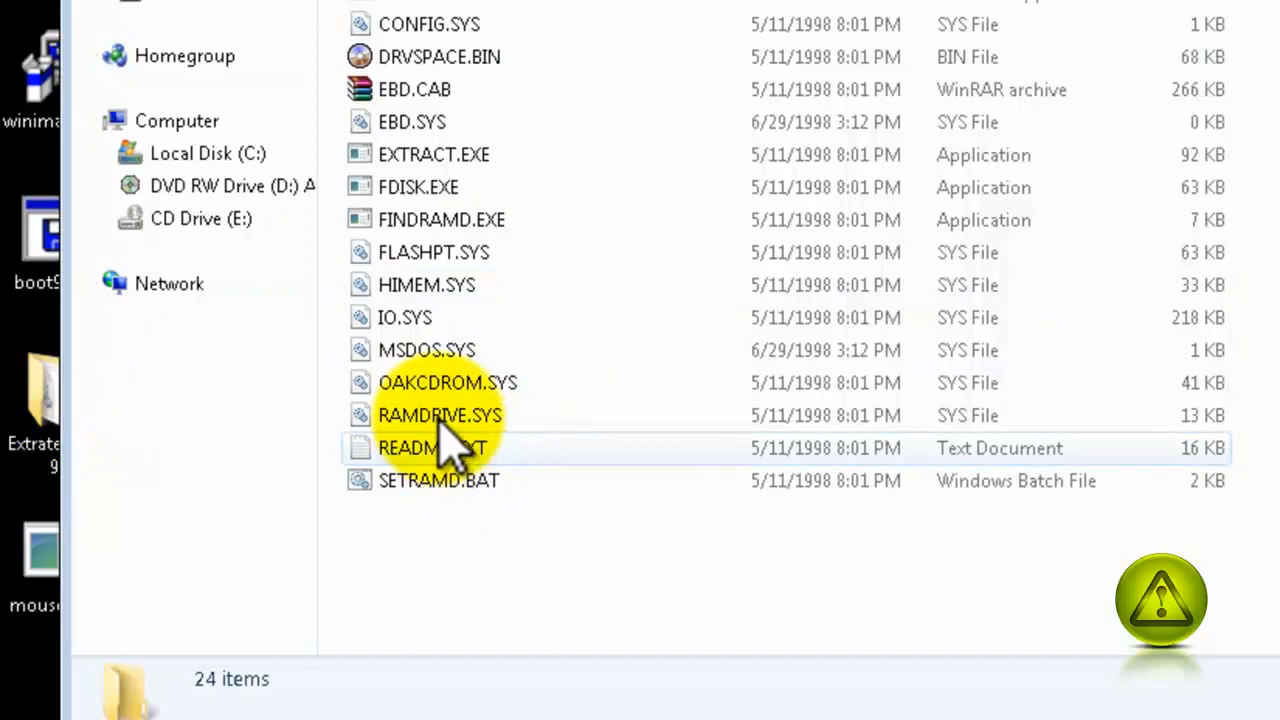 CONFIG.SYS 5/11/1998 8:01 PM SYS File 1 KB
Homegroup
DRVSPACE.BIN 5/11/1998 8:01 PM BIN File 68 KB
EBD.CAB 5/11/1998 8:01 PM WinRAR archive 266 KB
winima
Computer
EBD.SYS 6/29/1998 3:12 PM SYS File 0 KB
Local Disk (C:)
EXTRACT.EXE 5/11/1998 8:01 PM Application 92 KB
DVD RW Drive (D:) A
FDISK.EXE 5/11/1998 8:01 PM Application 63 KB
CD Drive (E:)
FINDRAMD.EXE 5/11/1998 8:01 PM Application 7 KB
FLASHPT.SYS 5/11/1998 8:01 PM SYS File 63 KB
boot9
Network
HIMEM.SYS 5/11/1998 8:01 PM SYS File 33 KB
IO.SYS 5/11/1998 8:01 PM SYS File 218 KB
MSDOS.SYS 6/29/1998 3:12 PM SYS File 1 KB
OAKCDROM.SYS 5/11/1998 8:01 PM SYS File 41 KB
RAMDRIVE.SYS 5/11/1998 8:01 PM SYS File 13 KB
Extrate
9
5/11/1998 8:01 PM Text Document 16 KB
SETRAMD.BAT 5/11/1998 8:01 PM Windows Batch File 2 KB
mouse
24 items